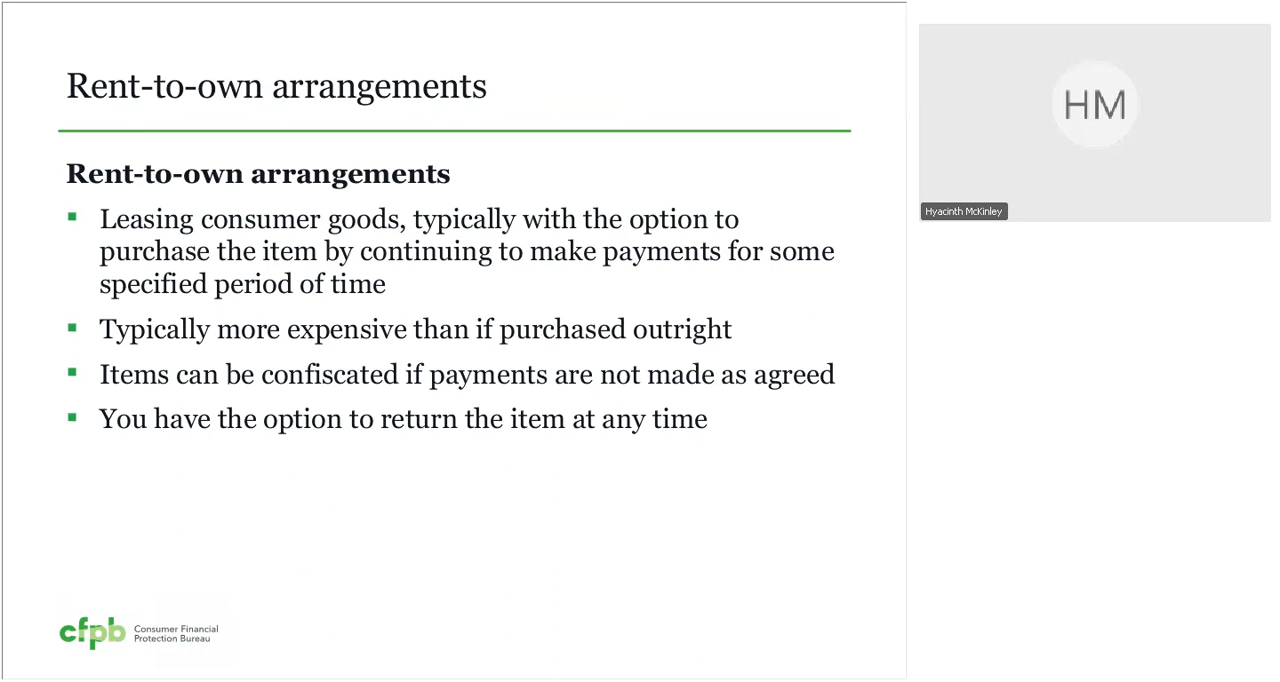 Rent-to-own arrangements
Rent-to-own arrangements
Leasing consumer goods, typically with the option to
purchase the item by continuing to make payments for some
specified period of time
Typically more expensive than if purchased outright
Items can be confiscated if payments are not made as agreed
You have the option to return the item at any time
cfpb Consumer Financial
Protection Bureau
HM
Hyacinth McKinley